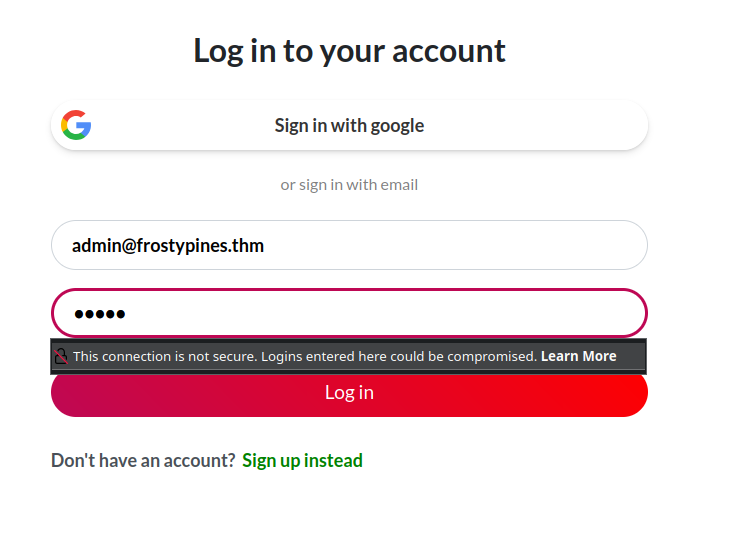 Log in to your account
Sign in with google
or sign in with email
admin@frostypines.thm
•••••
This connection is not secure. Logins entered here could be compromised. Learn More
Log in
Don't have an account? Sign up instead